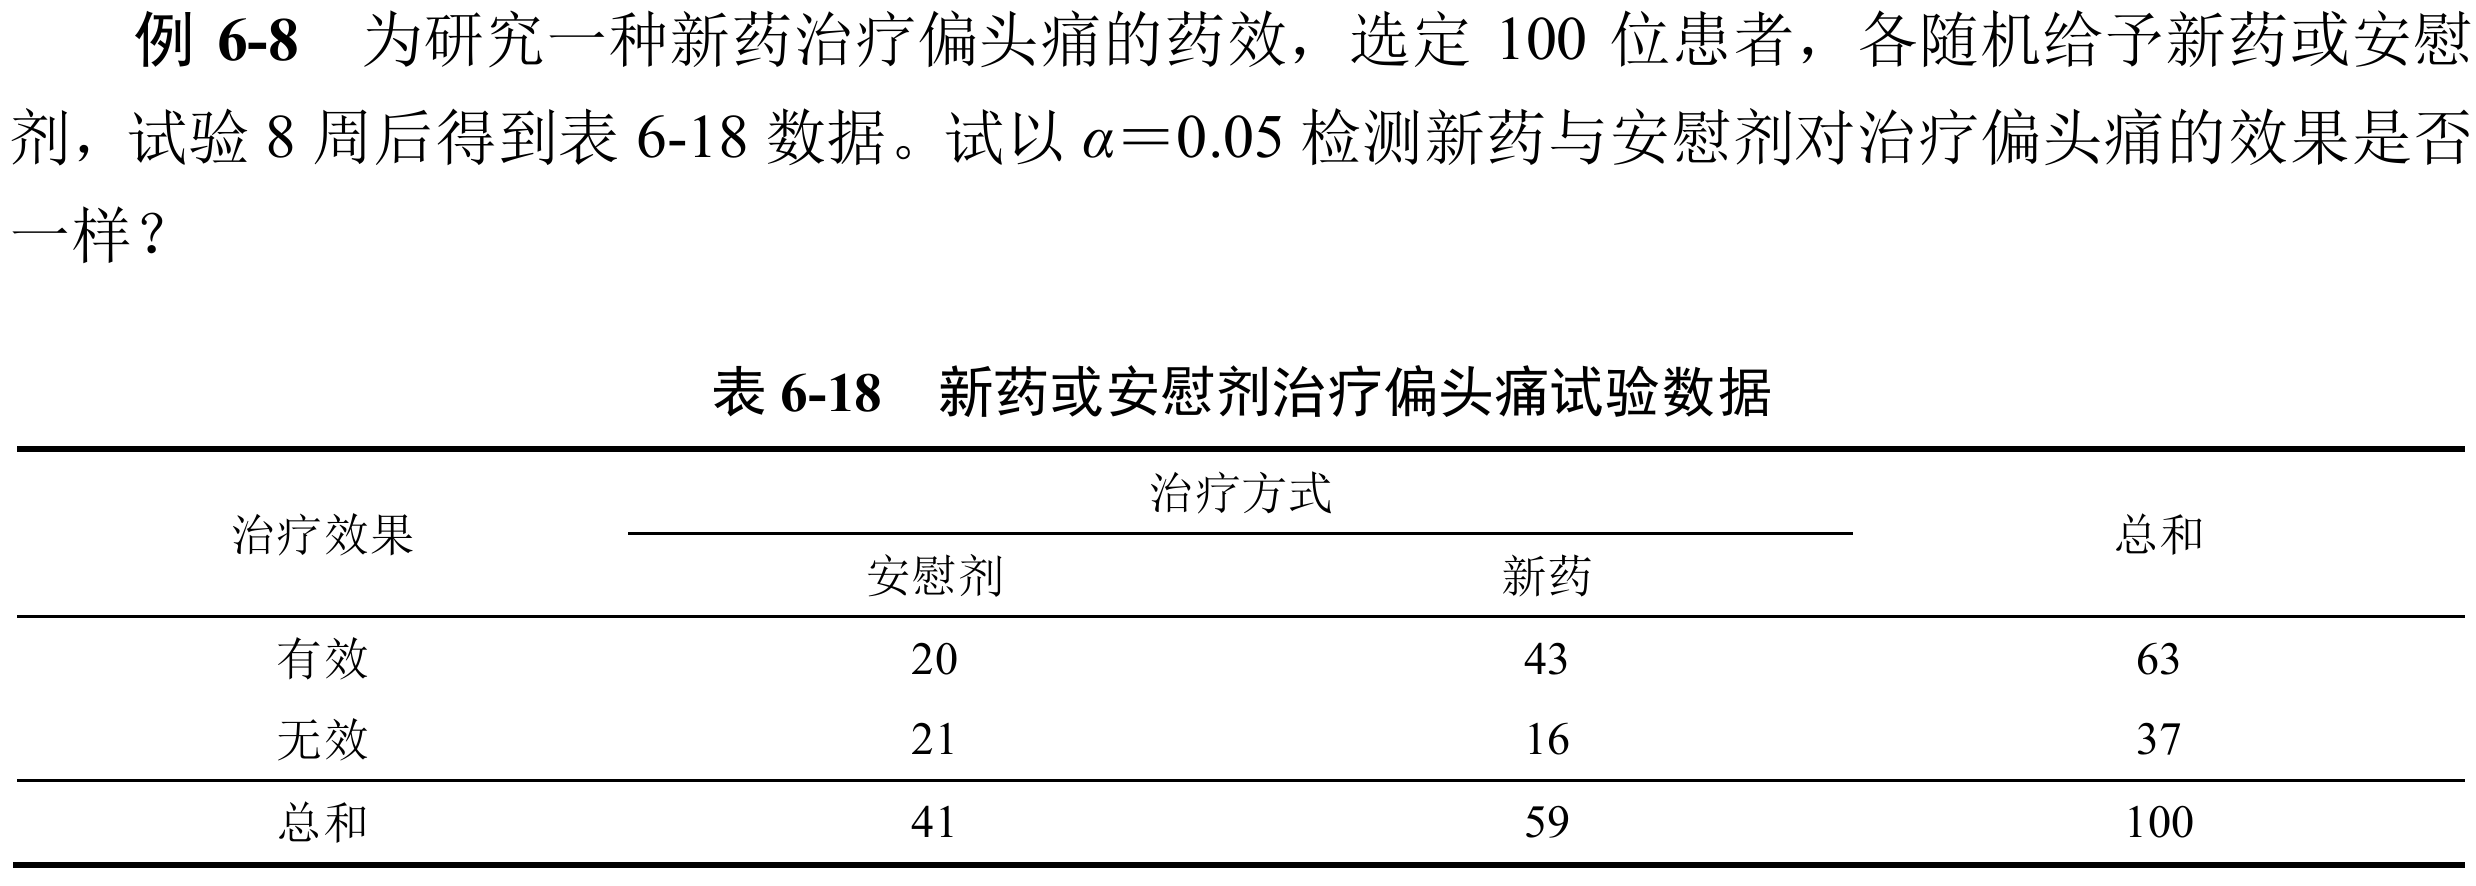 例 6-8 为研究一种新药治疗偏头痛的药效，选定 100 位患者，各随机给予新药或安慰
剂，试验 8 周后得到表 6-18 数据。试以 α＝0.05 检测新药与安慰剂对治疗偏头痛的效果是否
一样？
表 6-18 新药或安慰剂治疗偏头痛试验数据
治疗效果 治疗方式 总和
安慰剂 新药
有效 20 43 63
无效 21 16 37
总和 41 59 100